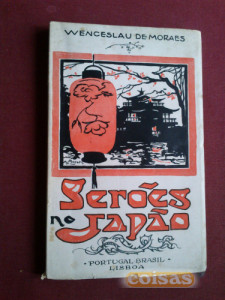 WENCESLAU DE MORAES
Serões
no Japão
PORTUGAL-BRASIL
LISBOA
coisas